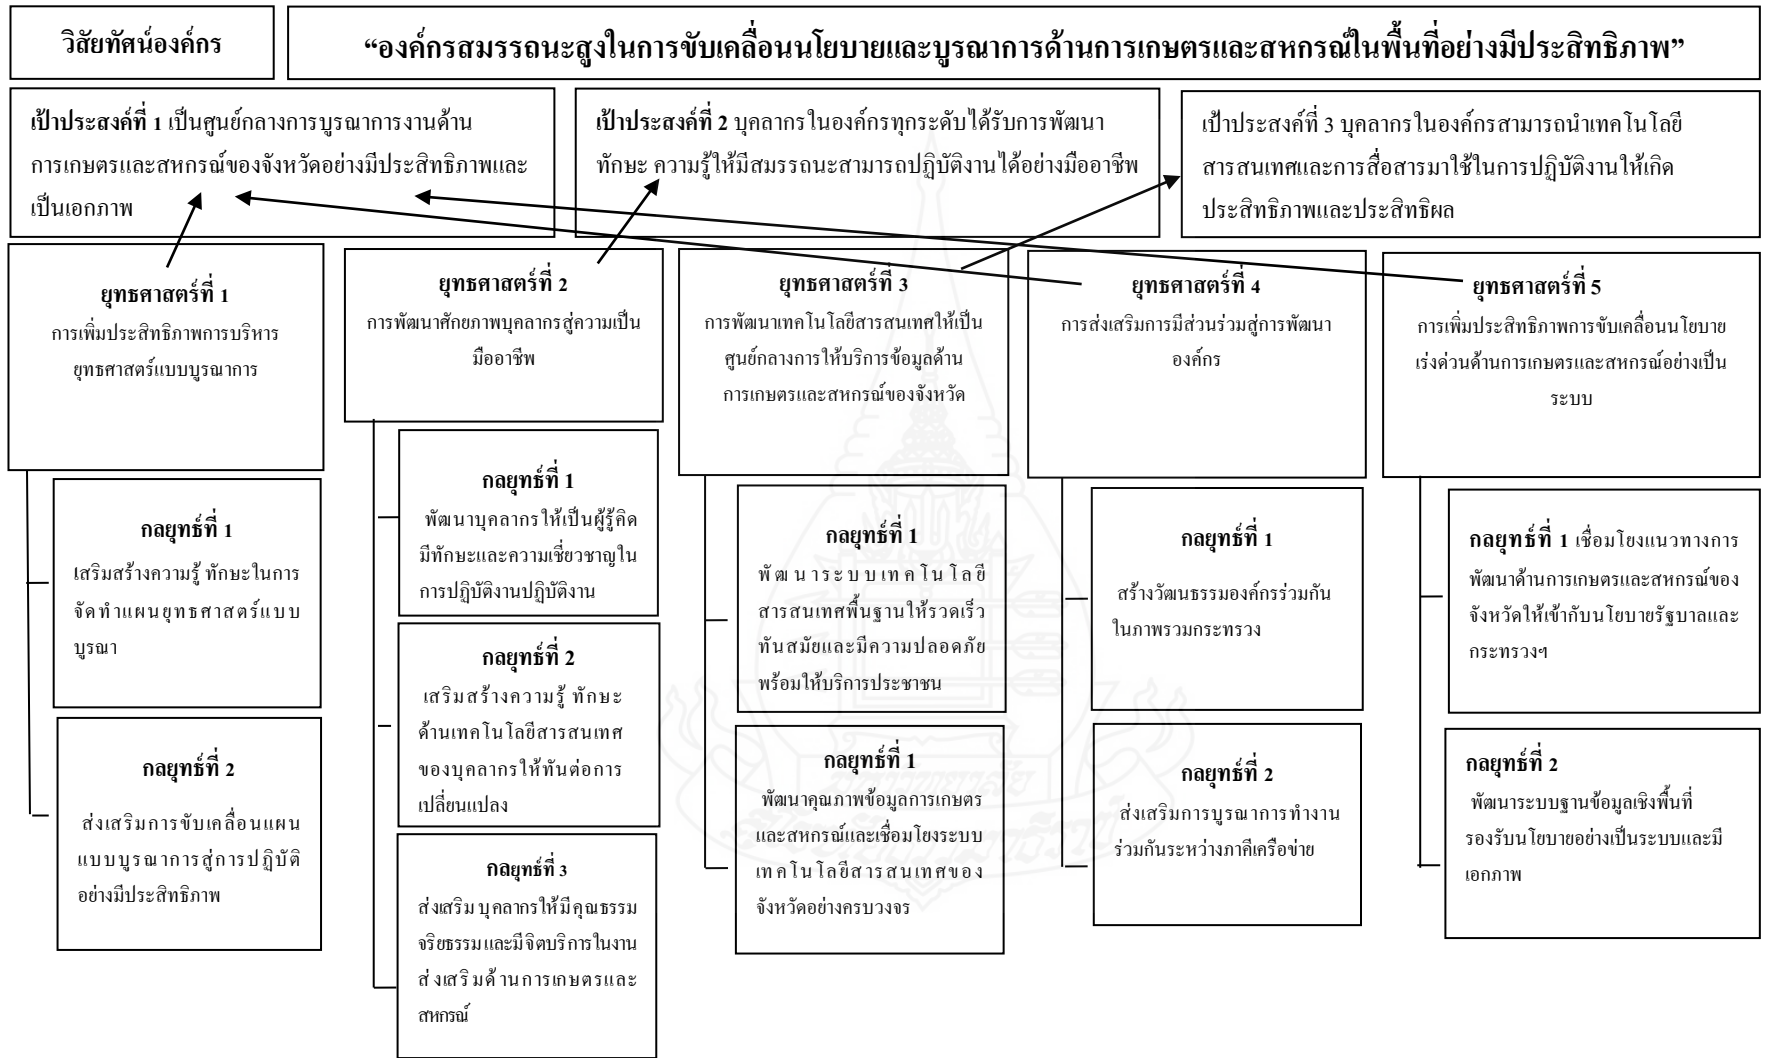 วิสัยทัศน์องค์กร
“องค์กรสมรรถนะสูงในการขับเคลื่อนนโยบายและบูรณาการด้านการเกษตรและสหกรณ์ในพื้นที่อย่างมีประสิทธิภาพ”
เป้าประสงค์ที่ 1 เป็นศูนย์กลางการบูรณาการงานด้าน
การเกษตรและสหกรณ์ของจังหวัดอย่างมีประสิทธิภาพและ
เป็นเอกภาพ
เป้าประสงค์ที่ 2 บุคลากรในองค์กรทุกระดับได้รับการพัฒนา
ทักษะ ความรู้ให้มีสมรรถนะสามารถปฏิบัติงานได้อย่างมืออาชีพ
เป้าประสงค์ที่ 3 บุคลากรในองค์กรสามารถนำเทคโนโลยี
สารสนเทศและการสื่อสารมาใช้ในการปฏิบัติงานให้เกิด
ประสิทธิภาพและประสิทธิผล
ยุทธศาสตร์ที่ 1
การเพิ่มประสิทธิภาพการบริหาร
ยุทธศาสตร์แบบบูรณาการ
กลยุทธ์ที่ 1
เสริมสร้างความรู้ ทักษะในการ
จัดทำแผนยุทธศาสตร์แบบ
บูรณา
กลยุทธ์ที่ 2
ส่งเสริมการขับเคลื่อนแผน
แบบบูรณาการสู่การปฏิบัติ
อย่างมีประสิทธิภาพ
ยุทธศาสตร์ที่ 2
การพัฒนาศักยภาพบุคลากรสู่ความเป็น
มืออาชีพ
กลยุทธ์ที่ 1
พัฒนาบุคลากรให้เป็นผู้รู้คิด
มีทักษะและความเชี่ยวชาญใน
การปฏิบัติงานปฏิบัติงาน
กลยุทธ์ที่ 2
เสริมสร้างความรู้ ทักษะ
ด้านเทคโนโลยีสารสนเทศ
ของบุคลากรให้ทันต่อการ
เปลี่ยนแปลง
กลยุทธ์ที่ 3
ส่งเสริม บุคลากรให้มีคุณธรรม
จริยธรรม และมีจิตบริการในงาน
ส่งเสริมด้านการเกษตรและ
สหกรณ์
ยุทธศาสตร์ที่ 3
การพัฒนาเทคโนโลยีสารสนเทศให้เป็น
ศูนย์กลางการให้บริการข้อมูลด้าน
การเกษตรและสหกรณ์ของจังหวัด
กลยุทธ์ที่ 1
พัฒนาระบบเทคโนโลยี
สารสนเทศพื้นฐานให้รวดเร็ว
ทันสมัยและมีความปลอดภัย
พร้อมให้บริการประชาชน
กลยุทธ์ที่ 1
พัฒนาคุณภาพข้อมูลการเกษตร
และสหกรณ์และเชื่อมโยงระบบ
เทคโนโลยีสารสนเทศของ
จังหวัดอย่างครบวงจร
ยุทธศาสตร์ที่ 4
การส่งเสริมการมีส่วนร่วมสู่การพัฒนา
องค์กร
กลยุทธ์ที่ 1
สร้างวัฒนธรรมองค์กรร่วมกัน
ในภาพรวมกระทรวง
กลยุทธ์ที่ 2
ส่งเสริมการบูรณาการทำงาน
ร่วมกันระหว่างภาคีเครือข่าย
ยุทธศาสตร์ที่ 5
การเพิ่มประสิทธิภาพการขับเคลื่อนนโยบาย
เร่งด่วนด้านการเกษตรและสหกรณ์อย่างเป็น
ระบบ
กลยุทธ์ที่ 1 เชื่อมโยงแนวทางการ
พัฒนาด้านการเกษตรและสหกรณ์ของ
จังหวัดให้เข้ากับนโยบายรัฐบาลและ
กระทรวงฯ
กลยุทธ์ที่ 2
พัฒนาระบบฐานข้อมูลเชิงพื้นที่
รองรับนโยบายอย่างเป็นระบบและมี
เอกภาพ